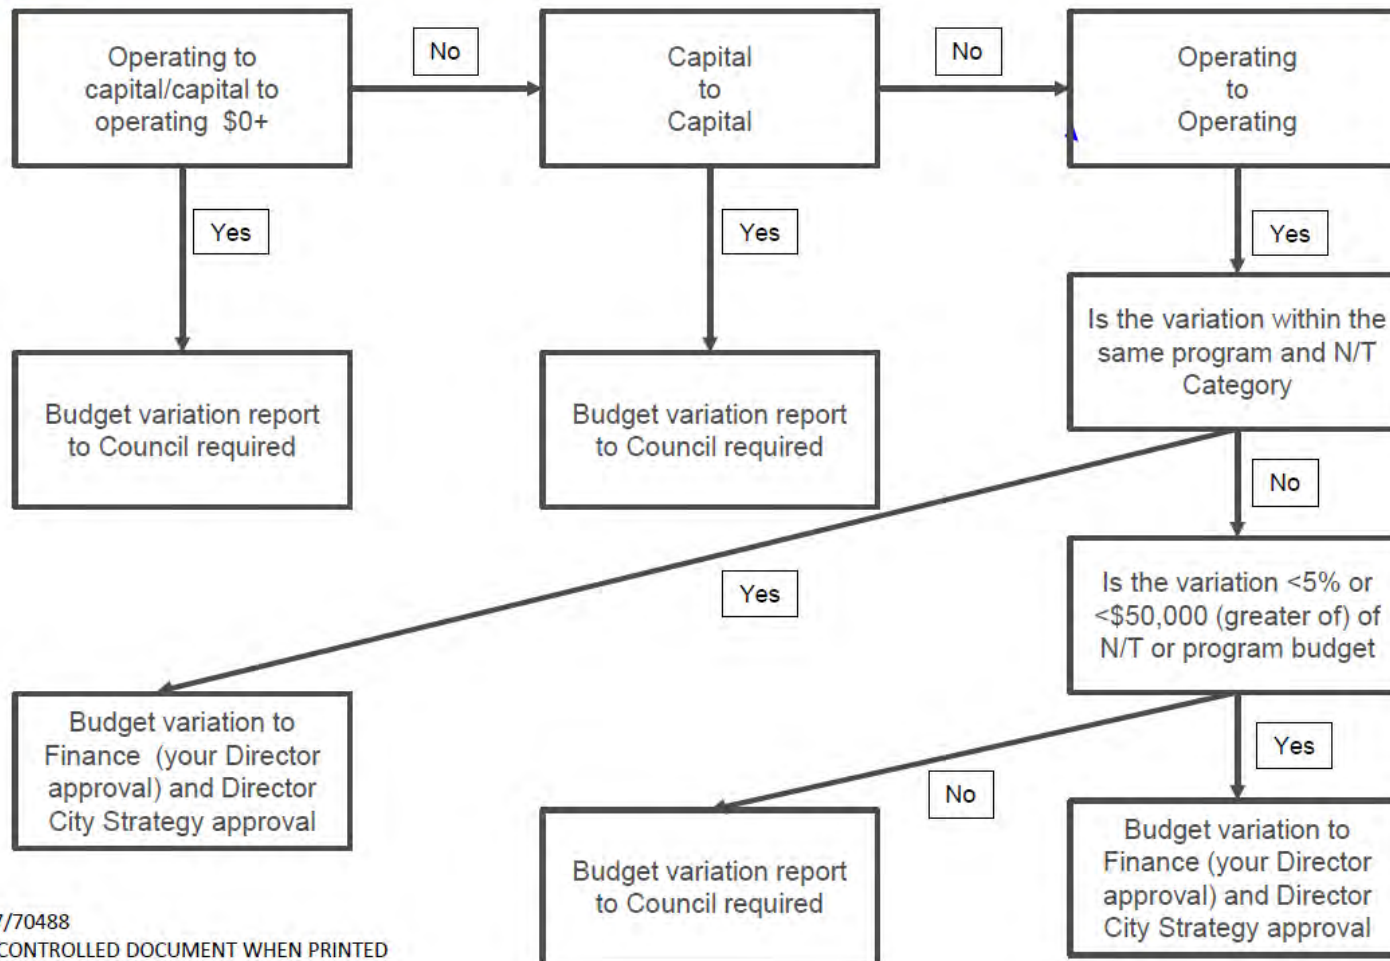 Operating to
capital/capital to
operating $0+
No
Capital
to
Capital
No
Operating
to
Operating
Yes
Yes
Yes
Budget variation report
to Council required
Budget variation report
to Council required
Is the variation within the
same program and N/T
Category
Yes
No
Is the variation <5% or
<$50,000 (greater of) of
N/T or program budget
Budget variation to
Finance (your Director
approval) and Director
City Strategy approval
No
Yes
Budget variation report
to Council required
Budget variation to
Finance (your Director
approval) and Director
City Strategy approval
/70488
CONTROLLED DOCUMENT WHEN PRINTED